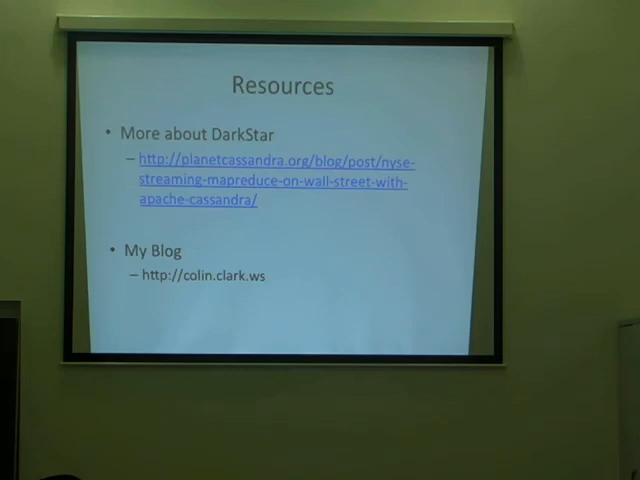 Resources
• More about DarkStar
– http://planetcassandra.org/blog/post/nyse-
streaming-mapreduce-on-wall-street-with-
apache-cassandra/
• My Blog
– http://colin.clark.ws